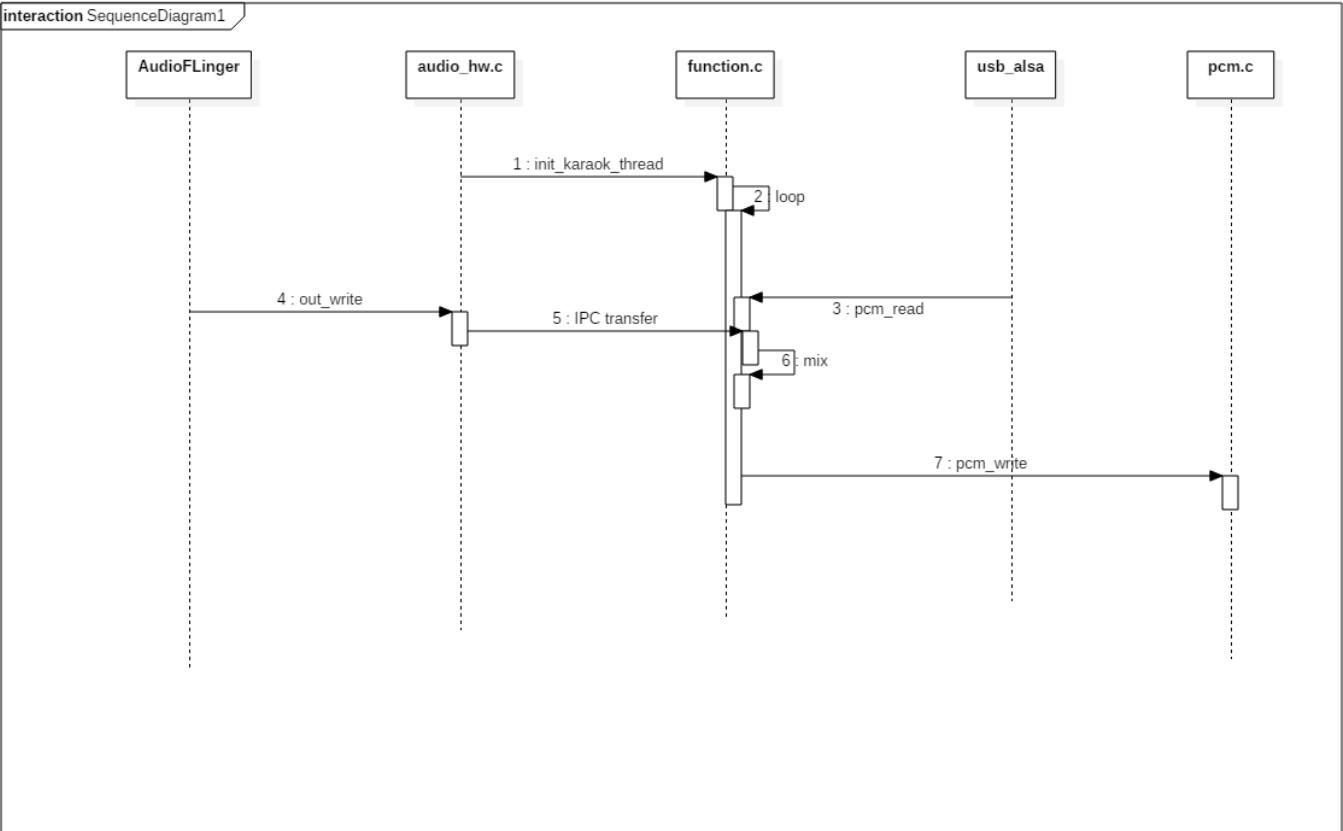 interaction SequenceDiagram1
AudioFLinger
audio_hw.c
function.c
usb_alsa
pcm.c
1 : init_karaok_thread
2 : loop
4 : out_write
3 : pcm_read
5 : IPC transfer
6 : mix
7 : pcm_write